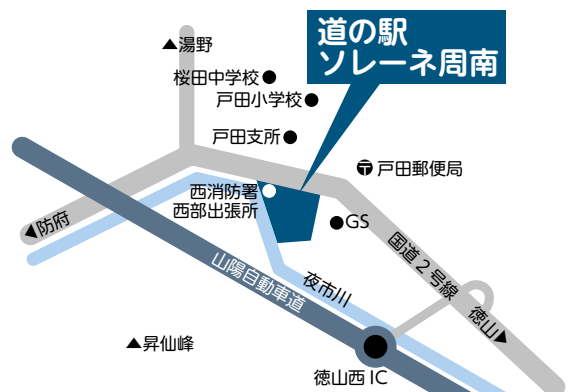 道の駅
ソレーネ周南
▲湯野
桜田中学校
戸田小学校
戸田支所
戸田郵便局
西消防署
西部出張所
GS
◀防府
山陽自動車道
夜市川
国道2号線
徳山▶
▲昇仙峰
徳山西IC